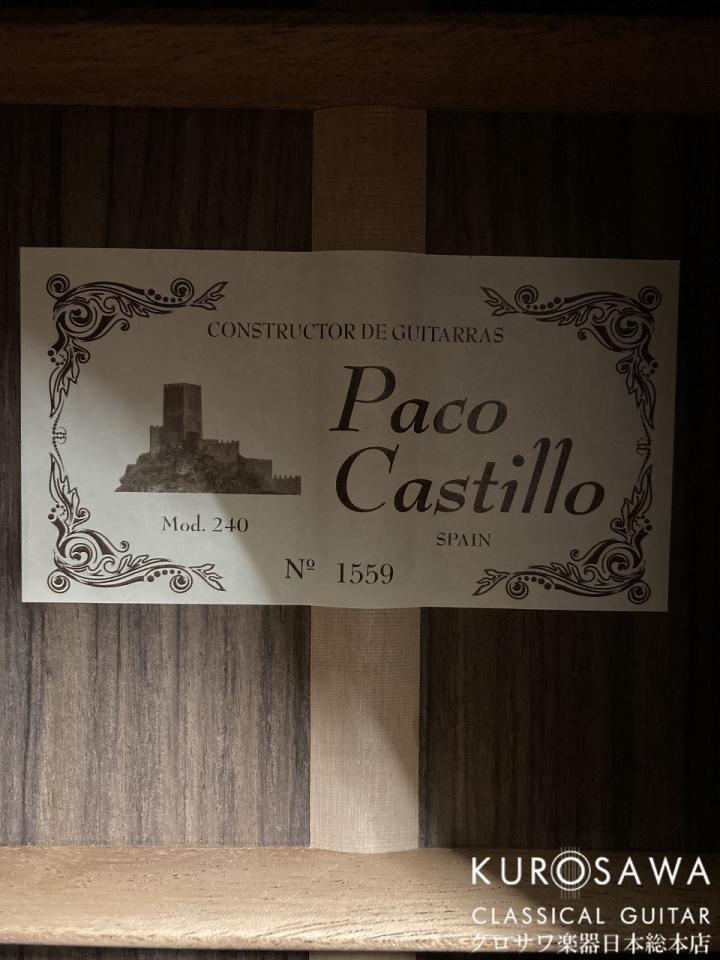 CONSTRUCTOR DE GUITARRAS
Paco
Castillo
SPAIN
Mod. 240
Nº 1559
KUROSAWA
CLASSICAL GUITAR
クロサワ楽器日本総本店